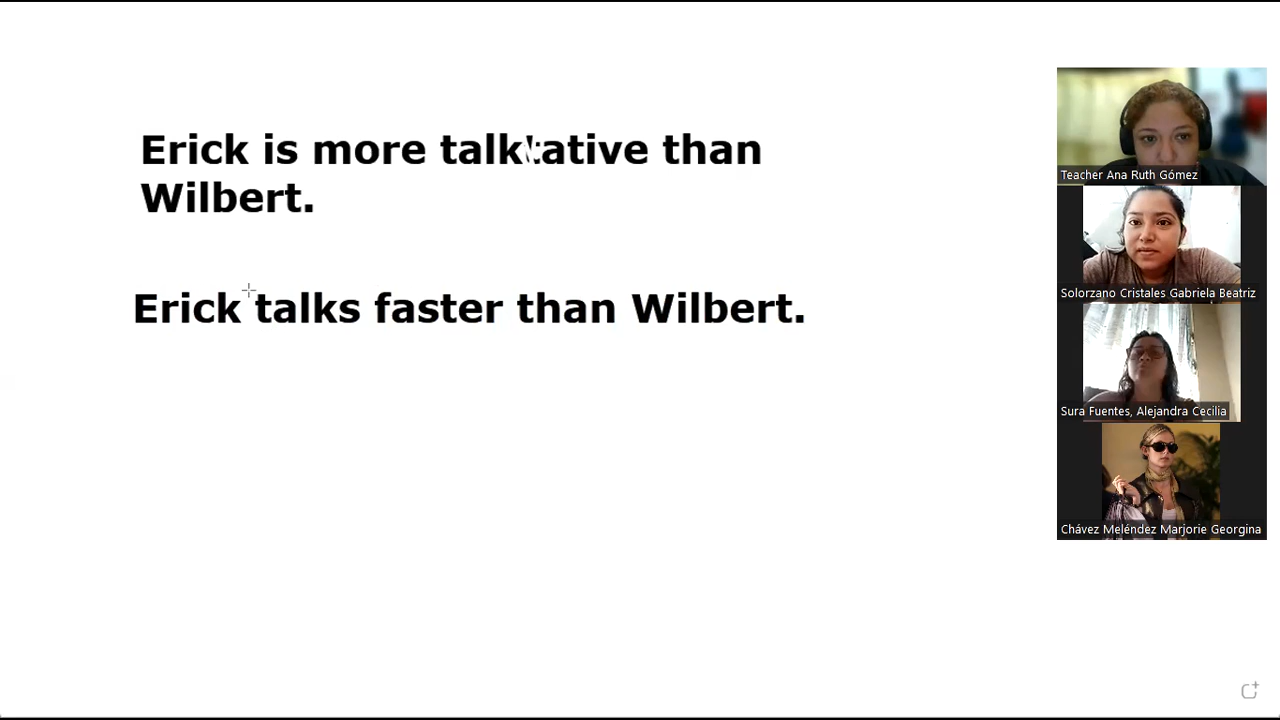 Erick is more talkative than
Wilbert.
Erick talks faster than Wilbert.
Teacher Ana Ruth Gómez
Solorzano Cristales Gabriela Beatriz
Sura Fuentes, Alejandra Cecilia
Chávez Meléndez Marjorie Georgina